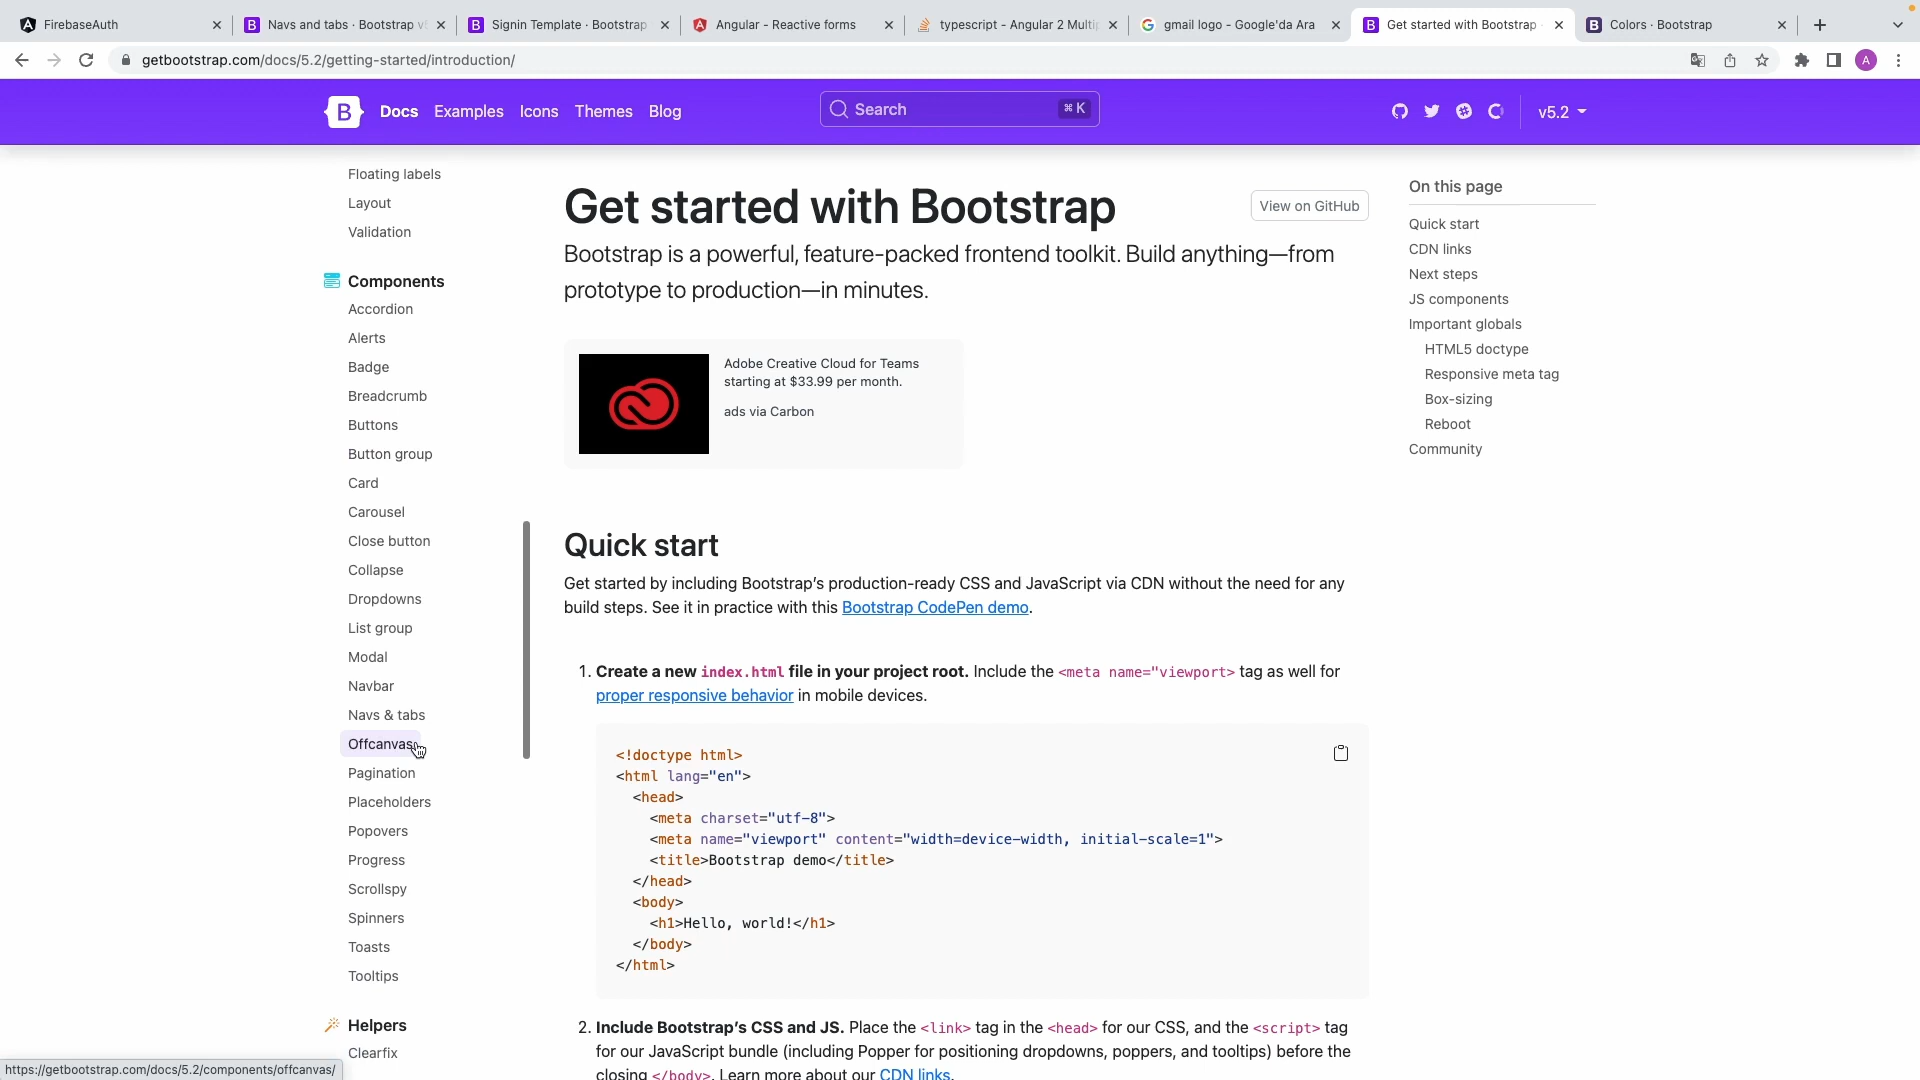 FirebaseAuth
Navs and tabs · Bootstrap v
Signin Template · Bootstrap
Angular - Reactive forms
typescript - Angular 2 Multip
gmail logo - Google'da Ara
Get started with Bootstrap ·
Colors · Bootstrap
getbootstrap.com/docs/5.2/getting-started/introduction/
A
B
Docs
Examples
Icons
Themes
Blog
Search
⌘ K
v5.2
Floating labels
Layout
Validation
Components
Accordion
Alerts
Badge
Breadcrumb
Buttons
Button group
Card
Carousel
Close button
Collapse
Dropdowns
List group
Modal
Navbar
Navs & tabs
Offcanvas
Pagination
Placeholders
Popovers
Progress
Scrollspy
Spinners
Toasts
Tooltips
Helpers
Clearfix
https://getbootstrap.com/docs/5.2/components/offcanvas/
Get started with Bootstrap
View on GitHub
Bootstrap is a powerful, feature-packed frontend toolkit. Build anything—from
prototype to production—in minutes.
Adobe Creative Cloud for Teams
starting at $33.99 per month.
ads via Carbon
Quick start
Get started by including Bootstrap's production-ready CSS and JavaScript via CDN without the need for any
build steps. See it in practice with this Bootstrap CodePen demo.
1. Create a new index.html file in your project root. Include the <meta name="viewport"> tag as well for
proper responsive behavior in mobile devices.
<!doctype html>
<html lang="en">
<head>
<meta charset="utf-8">
<meta name="viewport" content="width=device-width, initial-scale=1">
<title>Bootstrap demo</title>
</head>
<body>
<h1>Hello, world!</h1>
</body>
</html>
2. Include Bootstrap's CSS and JS. Place the <link> tag in the <head> for our CSS, and the <script> tag
for our JavaScript bundle (including Popper for positioning dropdowns, poppers, and tooltips) before the
closing </body>. Learn more about our CDN links.
On this page
Quick start
CDN links
Next steps
JS components
Important globals
HTML5 doctype
Responsive meta tag
Box-sizing
Reboot
Community